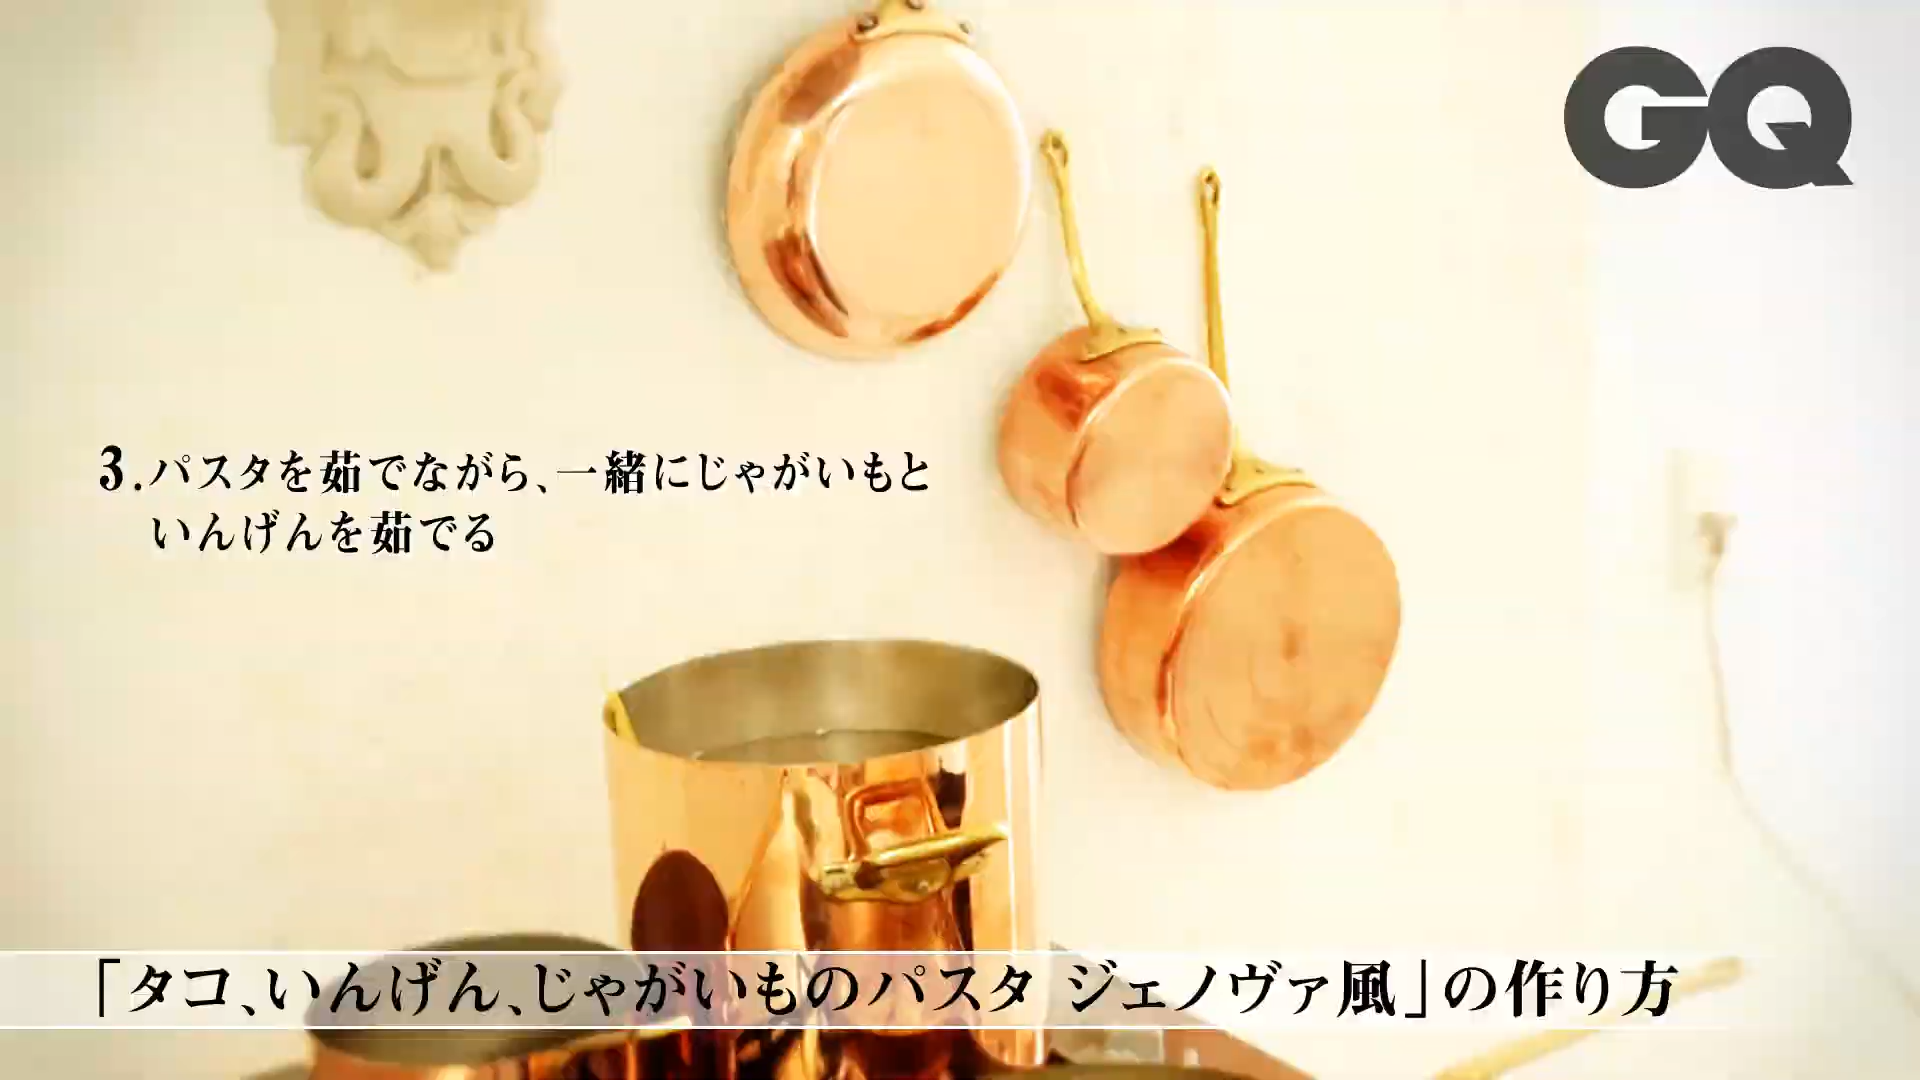 GQ
3.パスタを茹でながら、一緒にじゃがいもと
いんげんを茹でる
「タコ、いんげん、じゃがいものパスタ ジェノヴァ風」の作り方